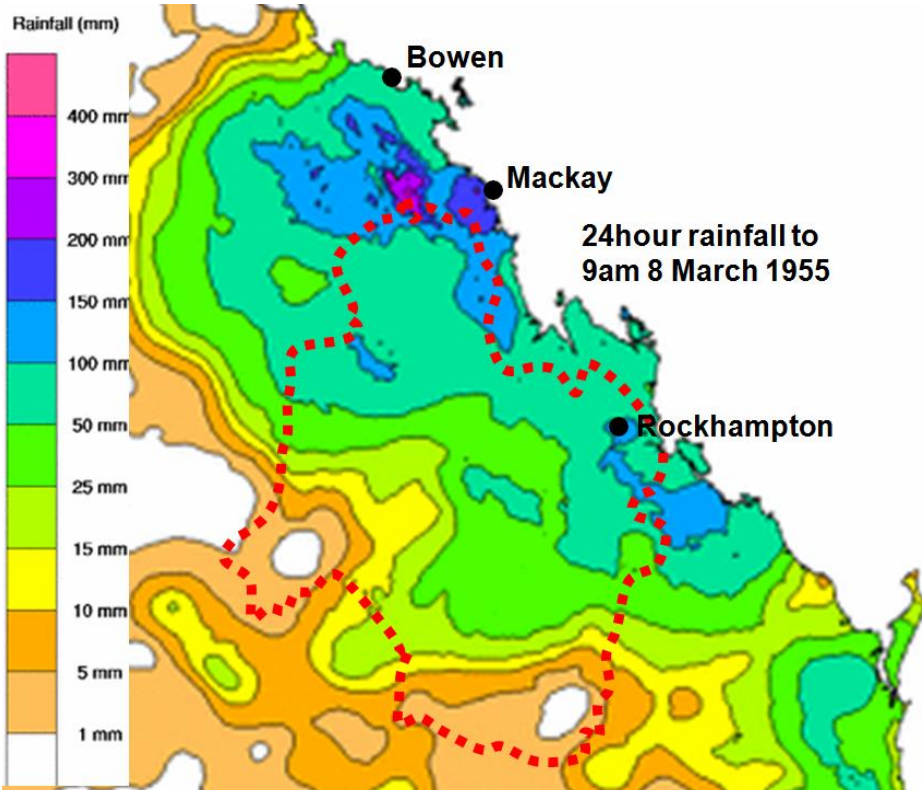 Rainfall (mm)
400 mm
300 mm
200 mm
150 mm
100 mm
50 mm
25 mm
15 mm
10 mm
5 mm
1 mm
Bowen
Mackay
24hour rainfall to
9am 8 March 1955
Rockhampton